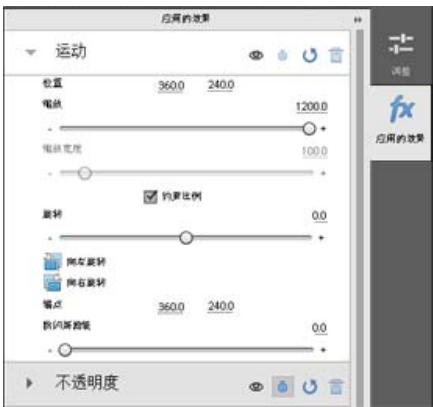 应用的效果
运动
位置 360.0 240.0
缩放
1200.0
- +
缩放宽度 100.0
- +
约束比例
旋转 0.0
- +
向左旋转
向右旋转
锚点 360.0 240.0
防闪烁滤镜 0.0
- +
不透明度
调整
fx
应用的效果